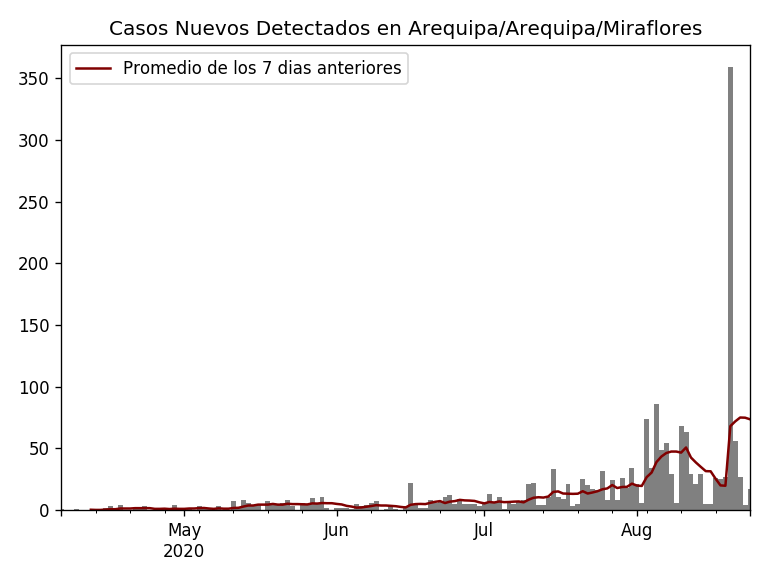 Casos Nuevos Detectados en Arequipa/Arequipa/Miraflores
Promedio de los 7 dias anteriores
350
300
250
200
150
100
50
0
May
2020
Jun
Jul
Aug